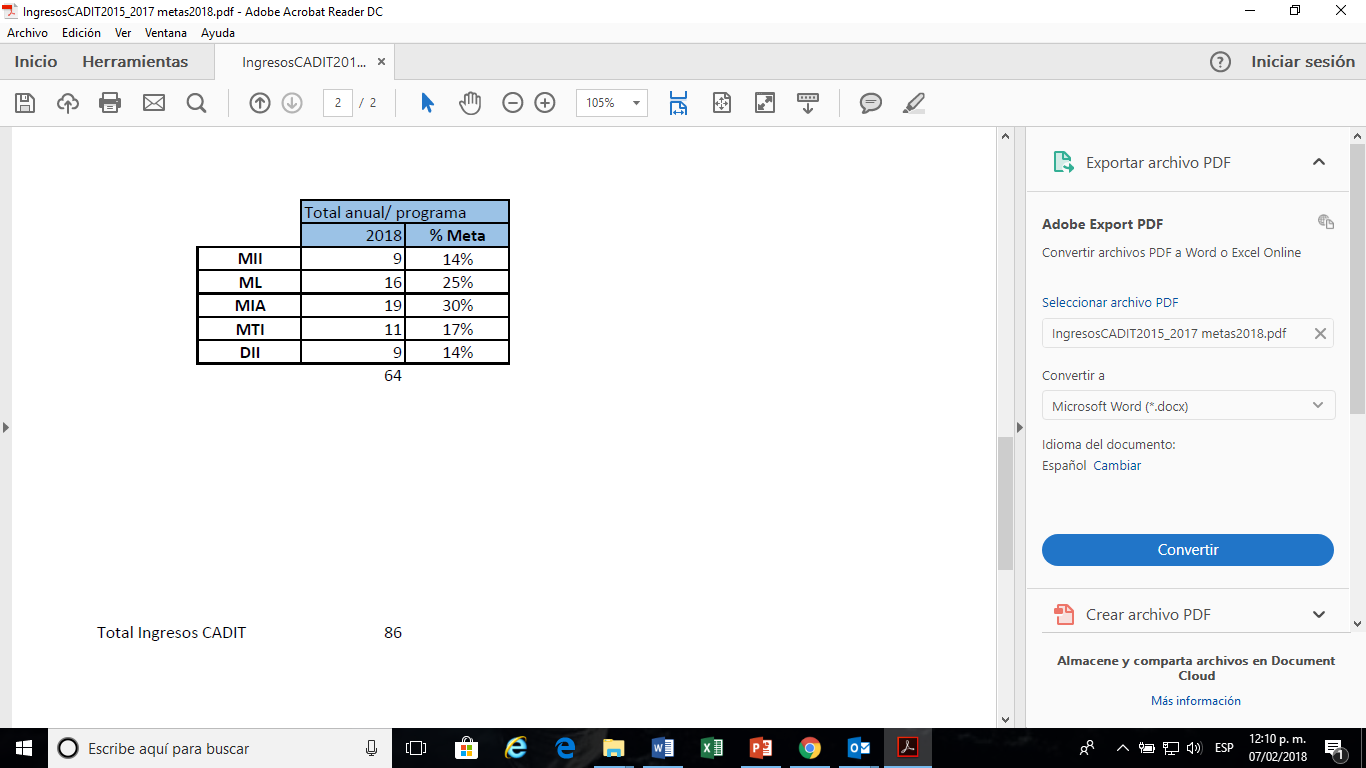 IngresosCADIT2015_2017 metas2018.pdf - Adobe Acrobat Reader DC
Archivo Edición Ver Ventana Ayuda
Inicio Herramientas IngresosCADIT201... × Iniciar sesión
2 / 2 105%
Total anual/ programa
2018 % Meta
MII 9 14%
ML 16 25%
MIA 19 30%
MTI 11 17%
DII 9 14%
64
Total Ingresos CADIT 86
Exportar archivo PDF
Adobe Export PDF
Convertir archivos PDF a Word o Excel Online
Seleccionar archivo PDF
IngresosCADIT2015_2017 metas2018.pdf
Convertir a
Microsoft Word (*.docx)
Idioma del documento:
Español Cambiar
Convertir
Crear archivo PDF
Almacene y comparta archivos en Document
Cloud
Más información
Escribe aquí para buscar
ESP
12:10 p. m.
07/02/2018
1